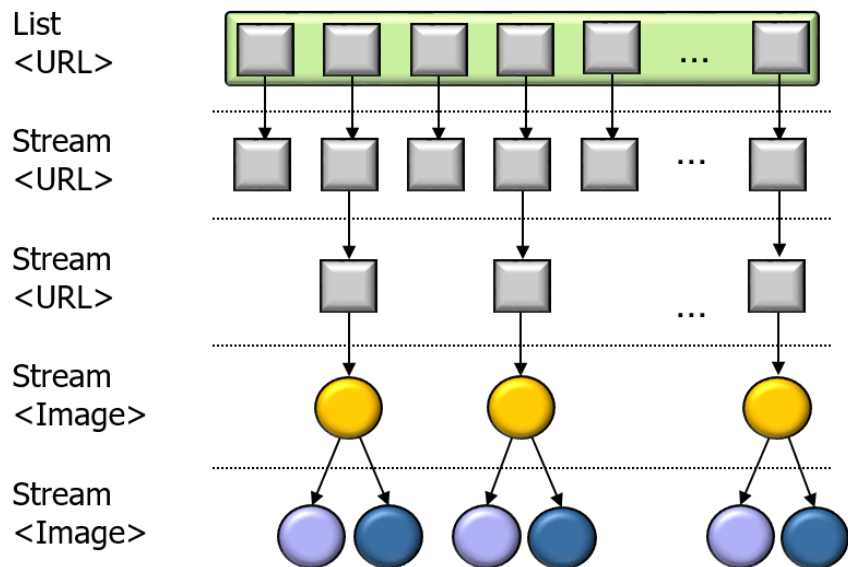 List
<URL>
...
Stream
<URL>
...
Stream
<URL>
...
Stream
<Image>
Stream
<Image>